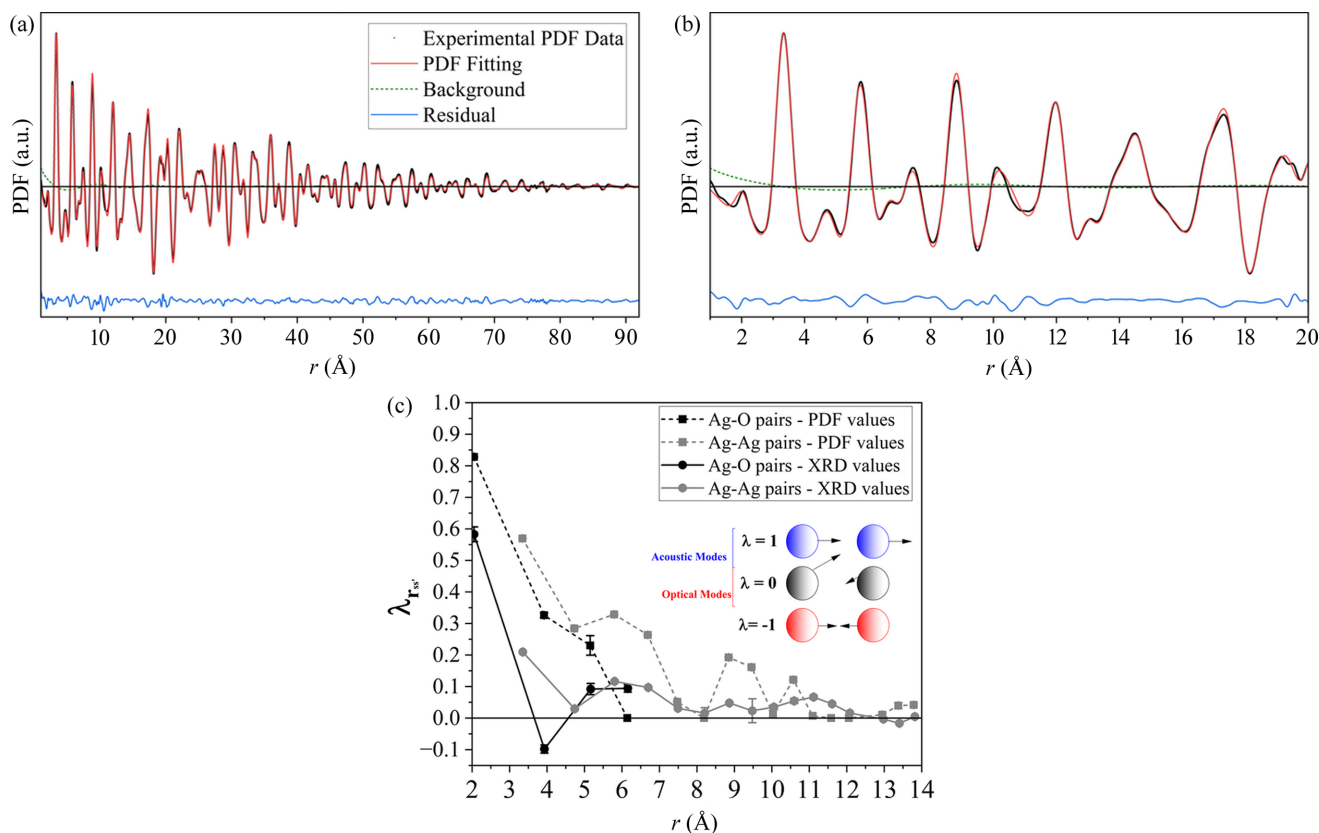 (a)
Experimental PDF Data
PDF Fitting
Background
Residual
PDF (a.u.)
10 20 30 40 50 60 70 80 90
r (Å)
(b)
PDF (a.u.)
2 4 6 8 10 12 14 16 18 20
r (Å)
(c)
1.0
0.9
0.8
0.7
0.6
0.5
0.4
0.3
0.2
0.1
0.0
−0.1
λrss'
Ag-O pairs - PDF values
Ag-Ag pairs - PDF values
Ag-O pairs - XRD values
Ag-Ag pairs - XRD values
λ = 1
Acoustic Modes
λ = 0
Optical Modes
λ= -1
2 3 4 5 6 7 8 9 10 11 12 13 14
r (Å)